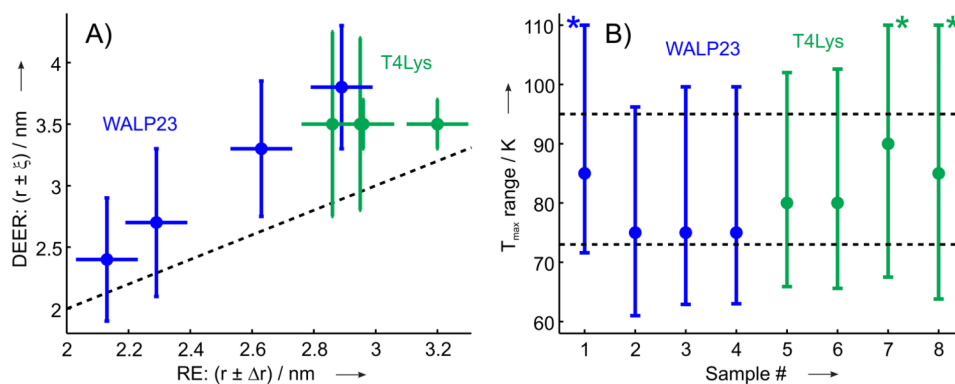 A)
WALP23
T4Lys
DEER: (r ± ξ) / nm
4
3.5
3
2.5
2
2 2.2 2.4 2.6 2.8 3 3.2
RE: (r ± Δr) / nm
B)
WALP23
T4Lys
* * *
Tmax range / K
110
100
90
80
70
60
1 2 3 4 5 6 7 8
Sample #